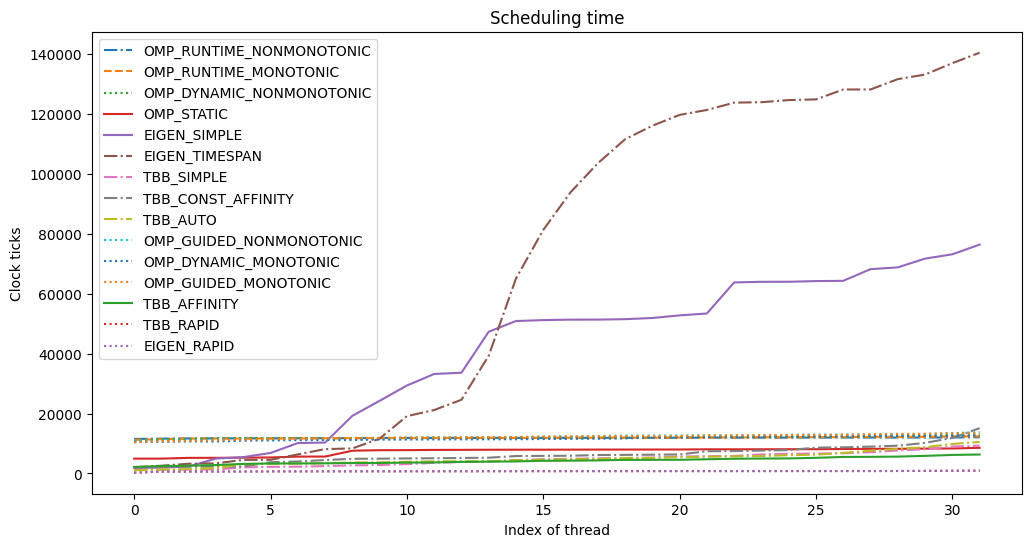 Scheduling time
OMP_RUNTIME_NONMONOTONIC
OMP_RUNTIME_MONOTONIC
OMP_DYNAMIC_NONMONOTONIC
OMP_STATIC
EIGEN_SIMPLE
EIGEN_TIMESPAN
TBB_SIMPLE
TBB_CONST_AFFINITY
TBB_AUTO
OMP_GUIDED_NONMONOTONIC
OMP_DYNAMIC_MONOTONIC
OMP_GUIDED_MONOTONIC
TBB_AFFINITY
TBB_RAPID
EIGEN_RAPID
Clock ticks
140000
120000
100000
80000
60000
40000
20000
0
0 5 10 15 20 25 30
Index of thread